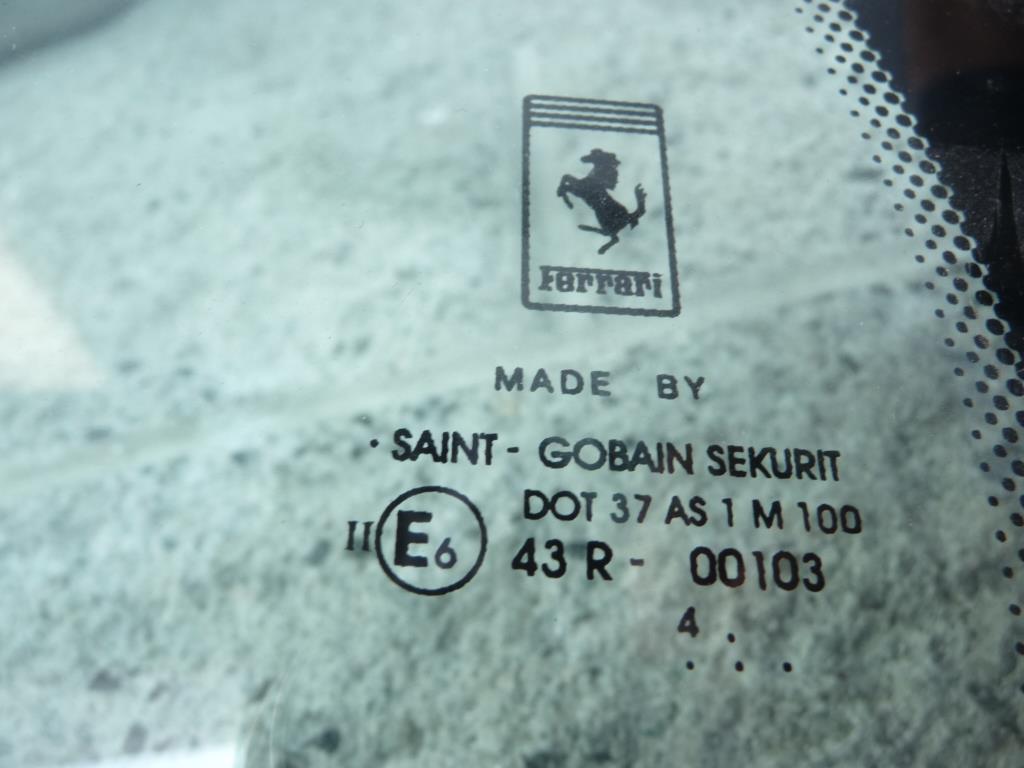 Ferrari
MADE BY
SAINT - GOBAIN SEKURIT
DOT 37 AS 1 M 100
II E6 43 R - 00103
4